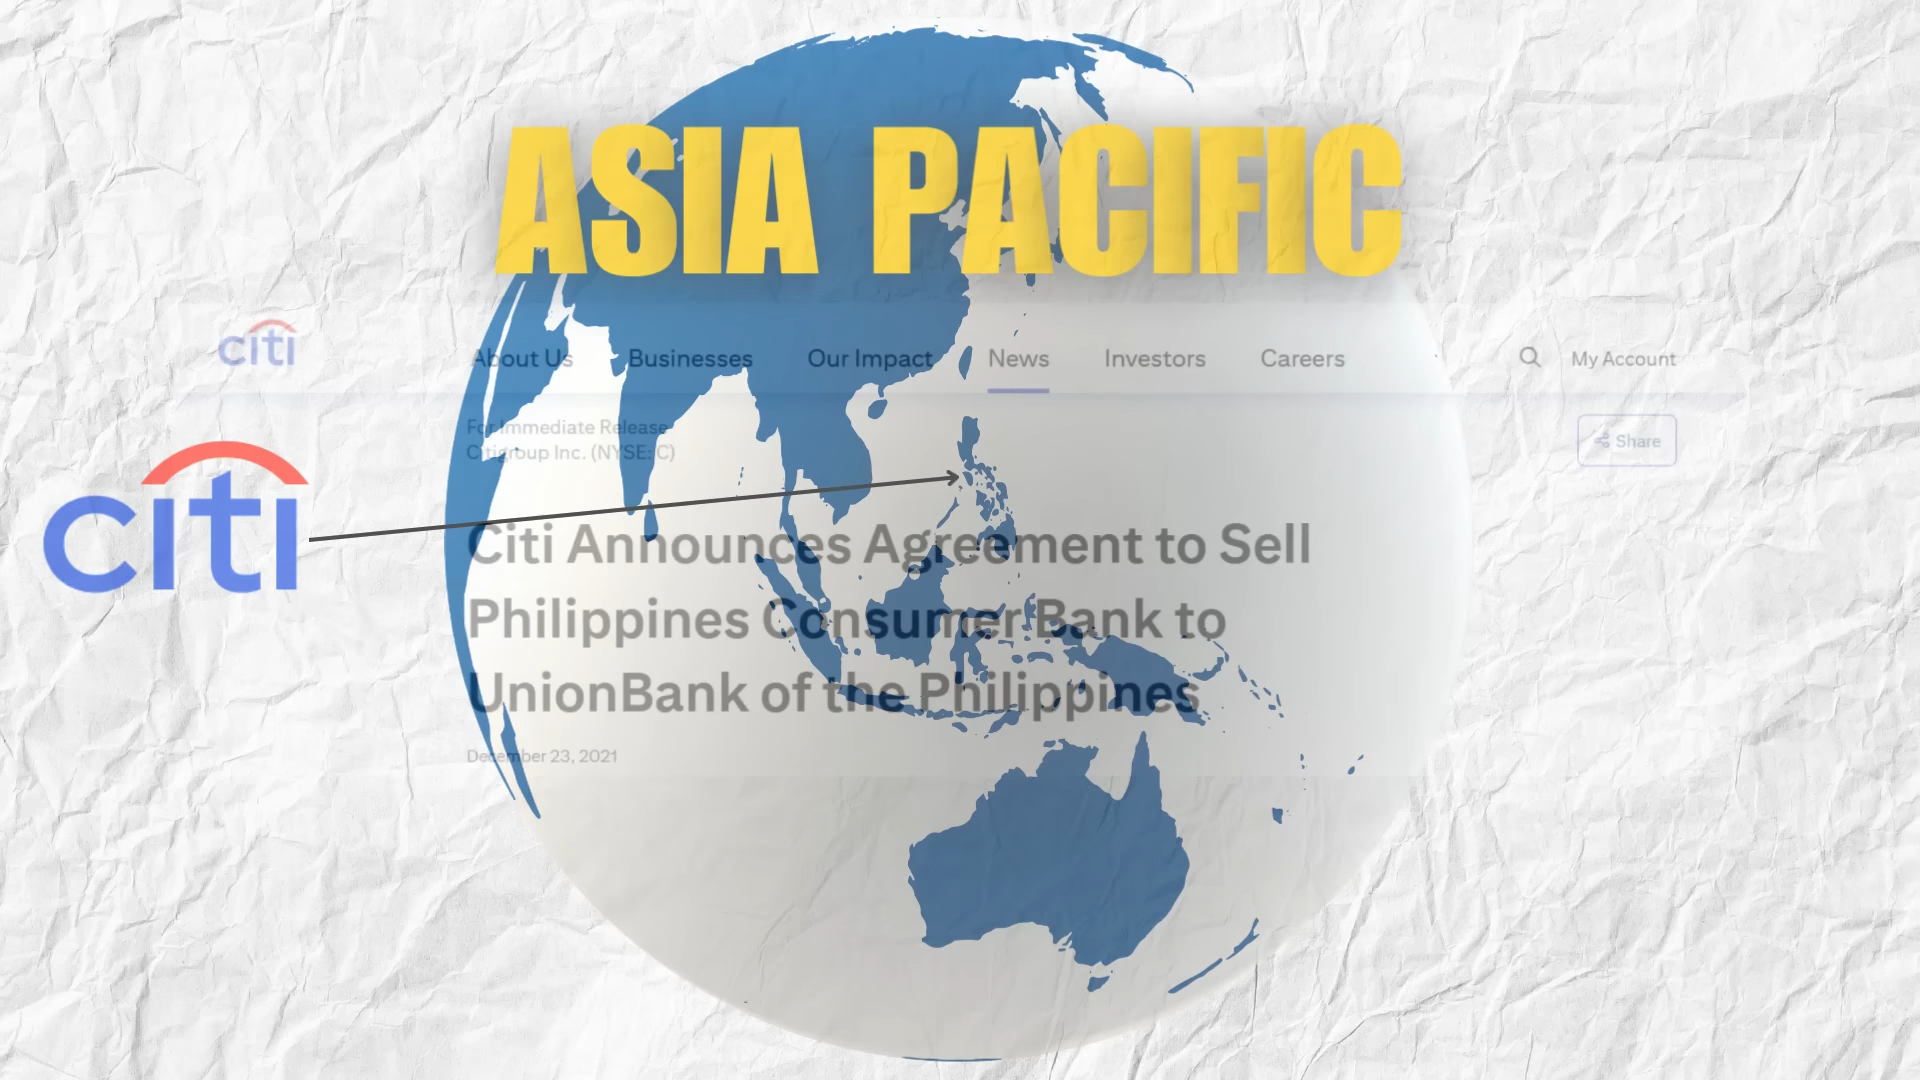 ASIA PACIFIC
citi
About Us Businesses Our Impact News Investors Careers My Account
For Immediate Release
Citigroup Inc. (NYSE: C)
Share
citi
Citi Announces Agreement to Sell
Philippines Consumer Bank to
UnionBank of the Philippines
December 23, 2021